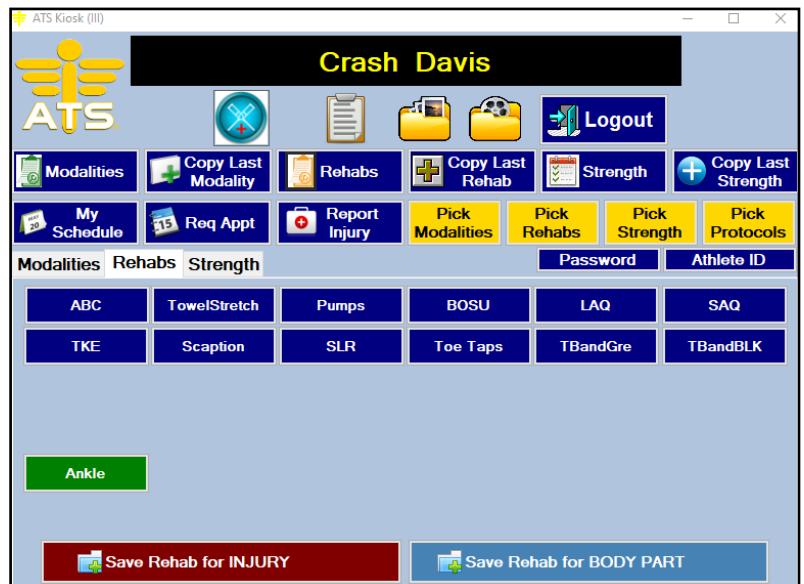 ATS Kiosk (III)
Crash Davis
ATS
Logout
Modalities
Copy Last
Modality
Rehabs
Copy Last
Rehab
Strength
Copy Last
Strength
My
Schedule
15 Req Appt
Report
Injury
Pick
Modalities
Pick
Rehabs
Pick
Strength
Pick
Protocols
Modalities Rehabs Strength
Password Athlete ID
ABC TowelStretch Pumps BOSU LAQ SAQ
TKE Scaption SLR Toe Taps TBandGre TBandBLK
Ankle
Save Rehab for INJURY Save Rehab for BODY PART